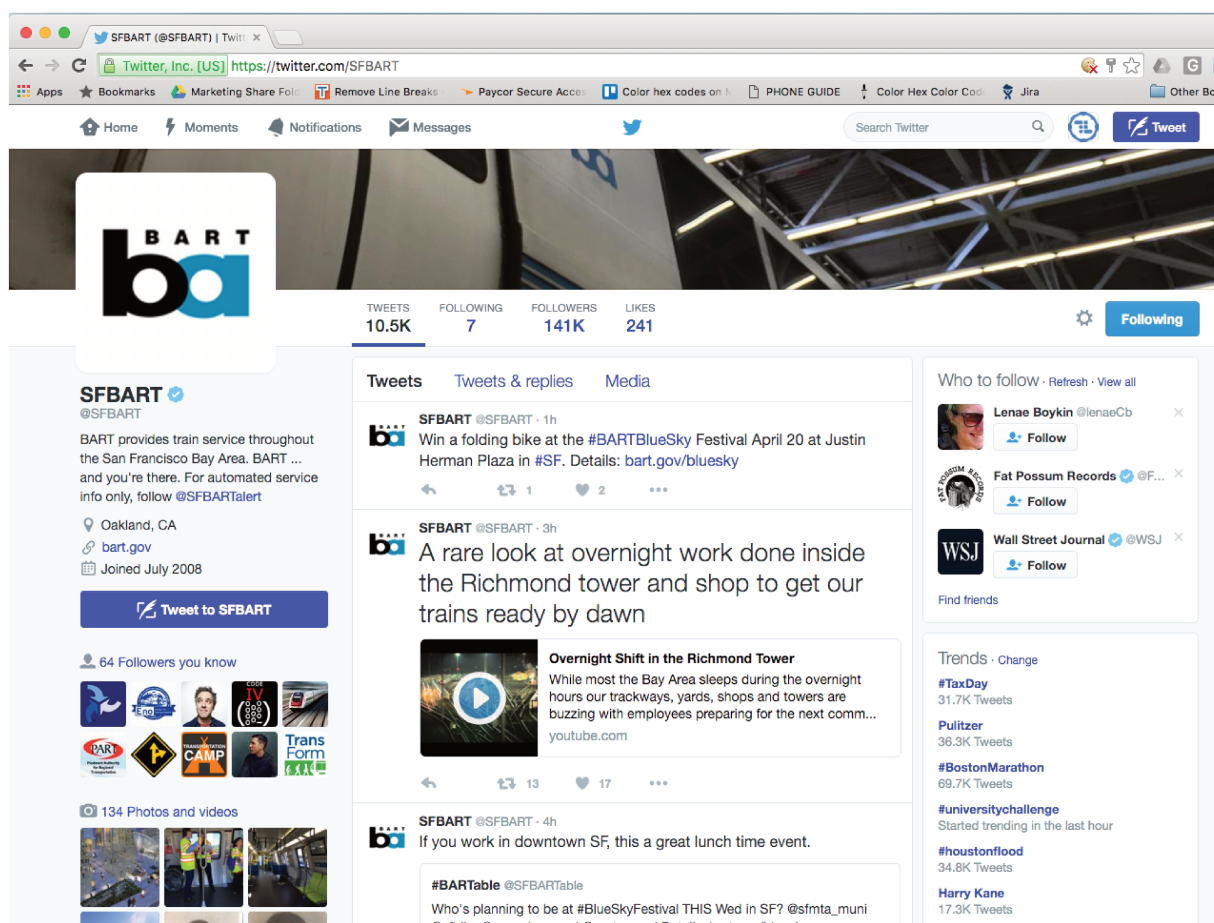 SFBART (@SFBART) | Twitt
Twitter, Inc. [US] https://twitter.com/SFBART
Apps Bookmarks Marketing Share Fold Remove Line Breaks Paycor Secure Acces Color hex codes on PHONE GUIDE Color Hex Color Cod Jira Other Bo
Home Moments Notifications Messages Search Twitter Tweet
BART
ba
TWEETS FOLLOWING FOLLOWERS LIKES
10.5K 7 141K 241
Following
SFBART
@SFBART
BART provides train service throughout
the San Francisco Bay Area. BART ...
and you're there. For automated service
info only, follow @SFBARTalert
Oakland, CA
bart.gov
Joined July 2008
Tweet to SFBART
64 Followers you know
Eno
CODE
IV
PART
TRANSPORTATION
CAMP
Trans
Form
134 Photos and videos
Tweets Tweets & replies Media
SFBART @SFBART · 1h
Win a folding bike at the #BARTBlueSky Festival April 20 at Justin
Herman Plaza in #SF. Details: bart.gov/bluesky
1 2
SFBART @SFBART · 3h
A rare look at overnight work done inside
the Richmond tower and shop to get our
trains ready by dawn
Overnight Shift in the Richmond Tower
While most the Bay Area sleeps during the overnight
hours our trackways, yards, shops and towers are
buzzing with employees preparing for the next comm...
youtube.com
13 17
SFBART @SFBART · 4h
If you work in downtown SF, this a great lunch time event.
#BARTable @SFBARTable
Who's planning to be at #BlueSkyFestival THIS Wed in SF? @sfmta_muni
Who to follow · Refresh · View all
Lenae Boykin @lenaeCb
Follow
FAT POSSUM RECORDS
Fat Possum Records @F...
Follow
WSJ
Wall Street Journal @WSJ
Follow
Find friends
Trends · Change
#TaxDay
31.7K Tweets
Pulitzer
36.3K Tweets
#BostonMarathon
69.7K Tweets
#universitychallenge
Started trending in the last hour
#houstonflood
34.8K Tweets
Harry Kane
17.3K Tweets